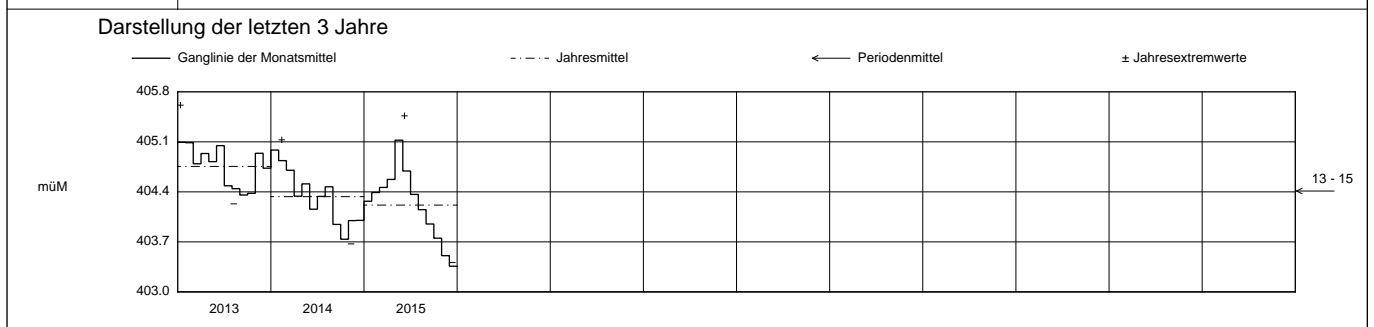 Darstellung der letzten 3 Jahre
Ganglinie der Monatsmittel Jahresmittel Periodenmittel ± Jahresextremwerte
405.8
405.1
404.4
403.7
403.0
müM
13 - 15
2013 2014 2015